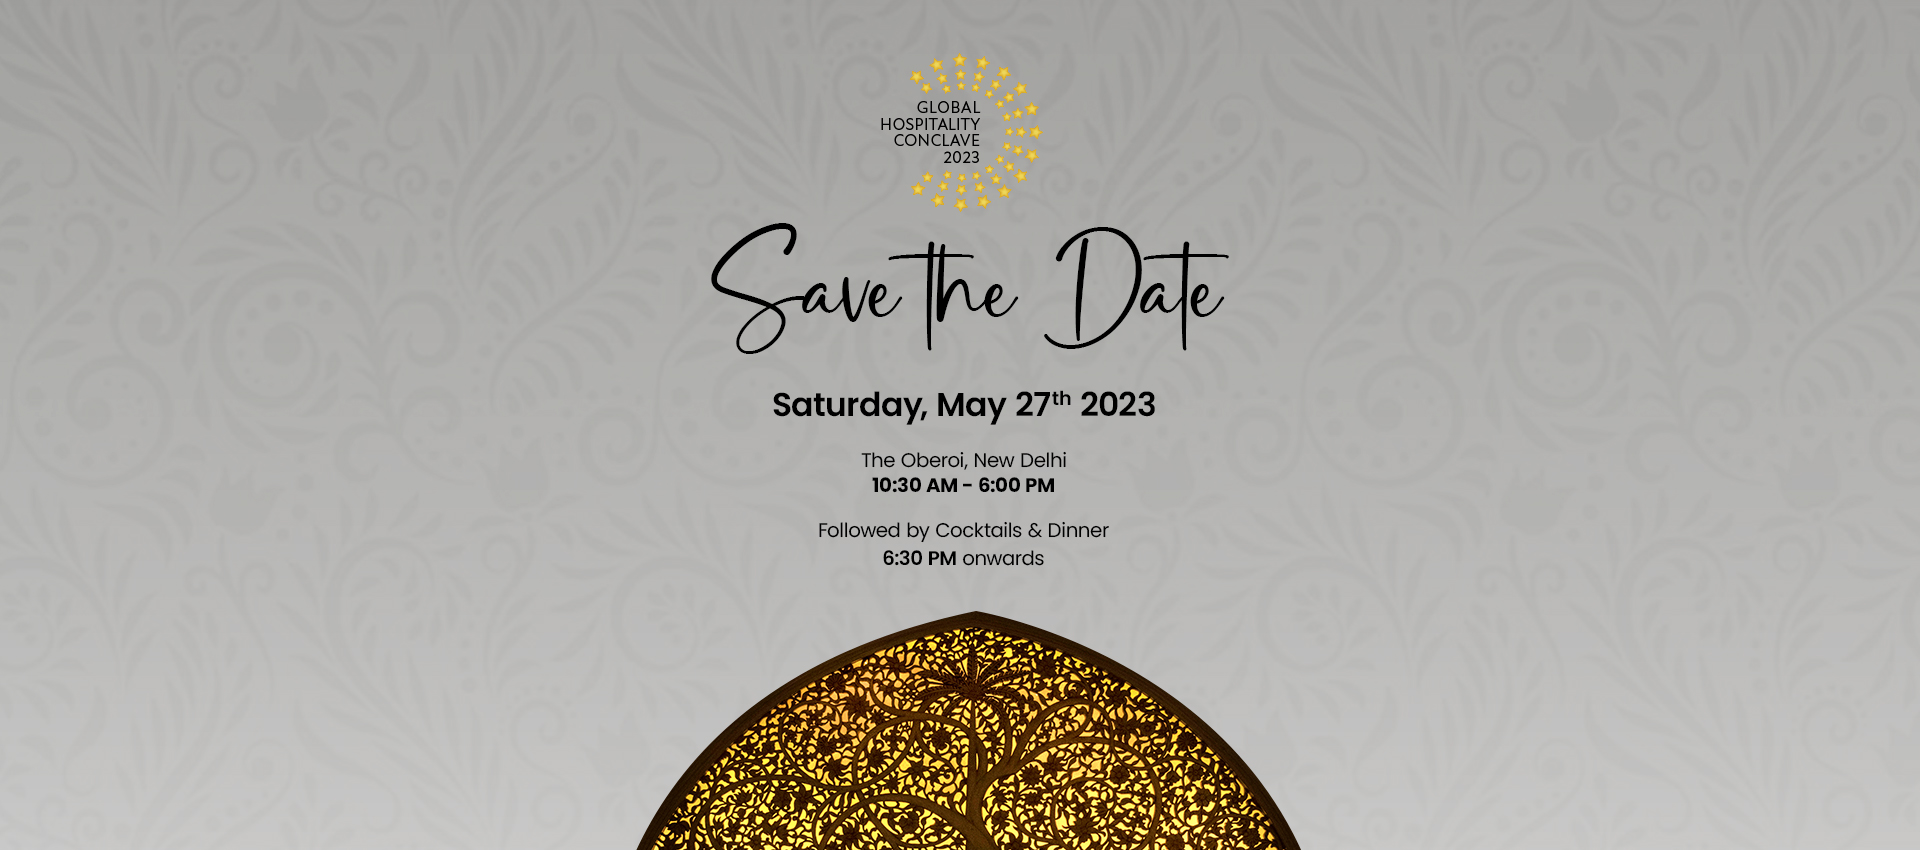 GLOBAL
HOSPITALITY
CONCLAVE
2023
Save the Date
Saturday, May 27th 2023
The Oberoi, New Delhi
10:30 AM - 6:00 PM
Followed by Cocktails & Dinner
6:30 PM onwards